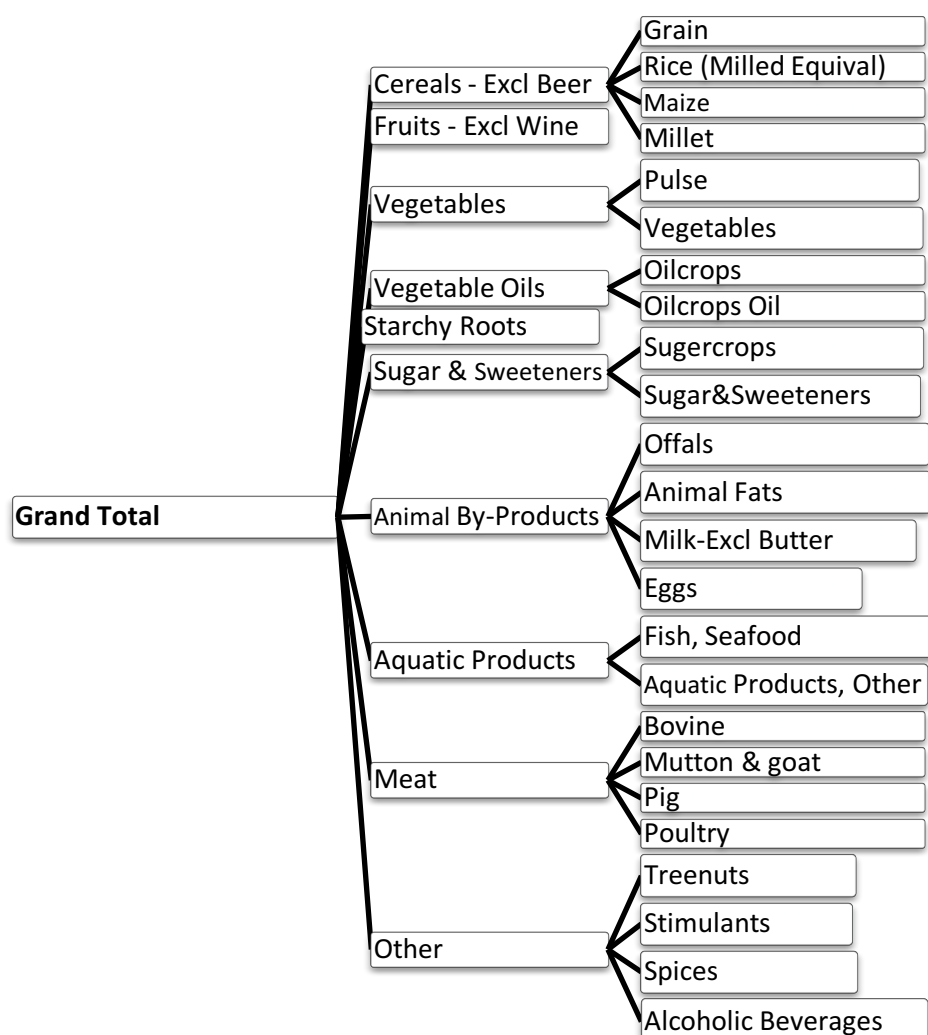 Grain
Rice (Milled Equival)
Cereals - Excl Beer
Maize
Fruits - Excl Wine
Millet
Pulse
Vegetables
Vegetables
Oilcrops
Vegetable Oils
Oilcrops Oil
Starchy Roots
Sugercrops
Sugar & Sweeteners
Sugar&Sweeteners
Offals
Animal Fats
Grand Total
Animal By-Products
Milk-Excl Butter
Eggs
Fish, Seafood
Aquatic Products
Aquatic Products, Other
Bovine
Mutton & goat
Meat
Pig
Poultry
Treenuts
Stimulants
Other
Spices
Alcoholic Beverages